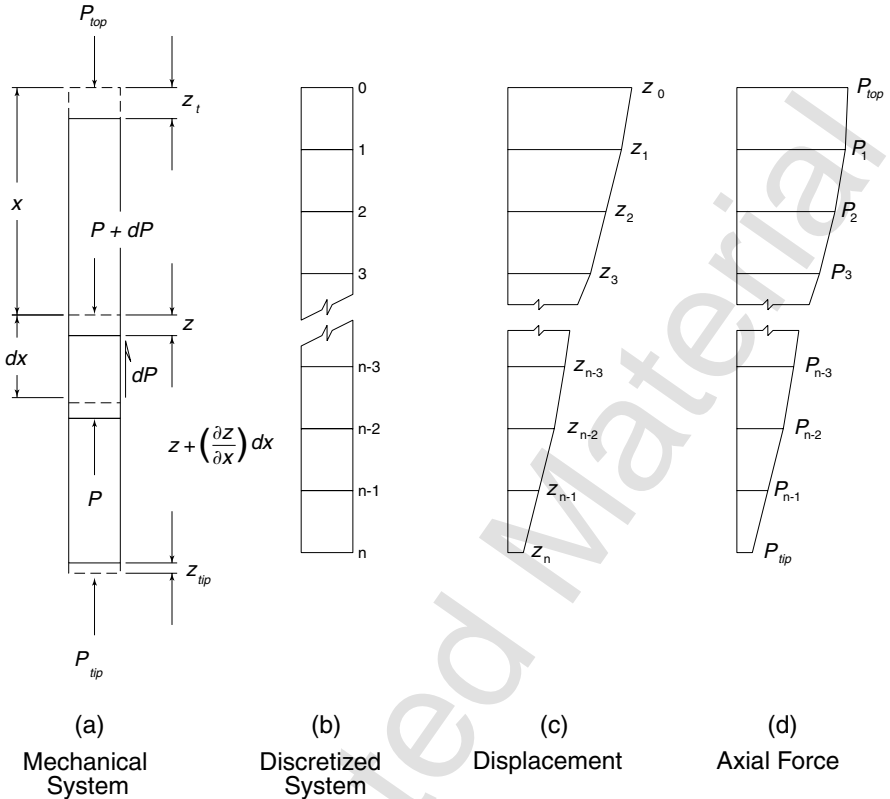 P_top
z_t
x
P + dP
z
dx
dP
z + (∂z/∂x) dx
P
z_tip
P_tip
(a)
Mechanical
System
0
1
2
3
n-3
n-2
n-1
n
(b)
Discretized
System
z_0
z_1
z_2
z_3
z_n-3
z_n-2
z_n-1
z_n
(c)
Displacement
P_top
P_1
P_2
P_3
P_n-3
P_n-2
P_n-1
P_tip
(d)
Axial Force
ted Material